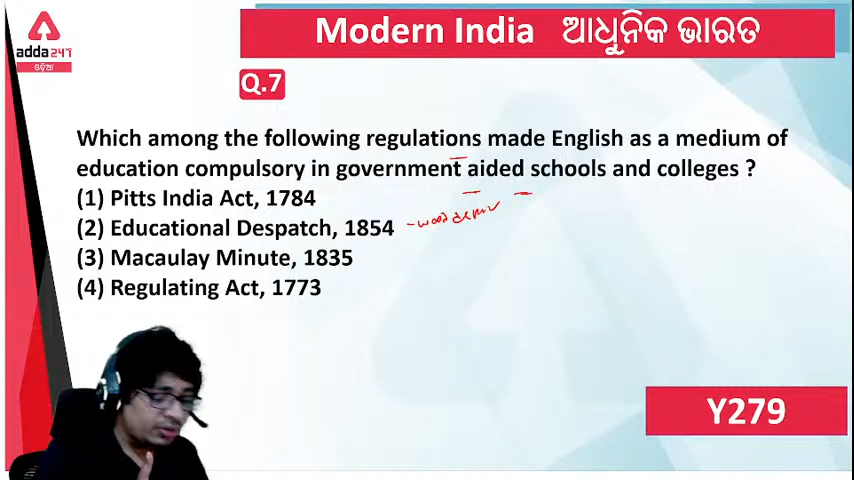 adda247
ଓଡ଼ିଆ
Modern India ଆଧୁନିକ ଭାରତ
Q.7
Which among the following regulations made English as a medium of
education compulsory in government aided schools and colleges ?
(1) Pitts India Act, 1784
(2) Educational Despatch, 1854
(3) Macaulay Minute, 1835
(4) Regulating Act, 1773
Y279